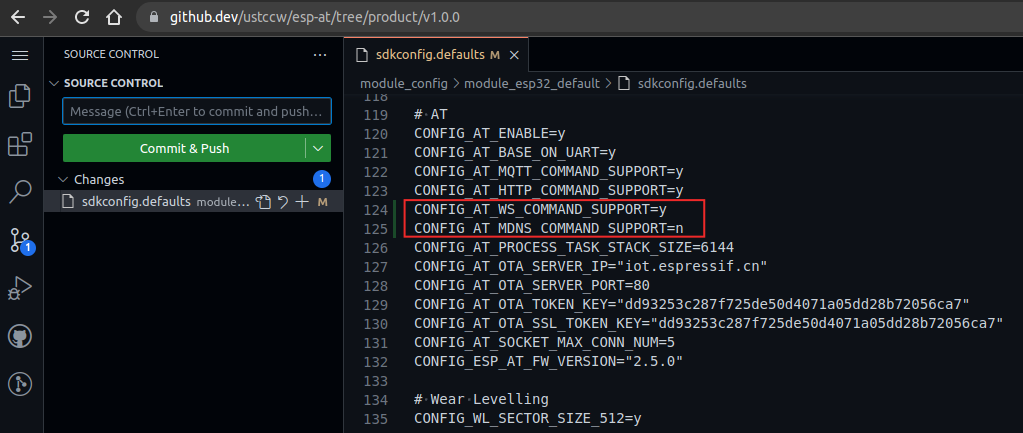 github.dev/ustccw/esp-at/tree/product/v1.0.0
SOURCE CONTROL
SOURCE CONTROL
Message (Ctrl+Enter to commit and push…
Commit & Push
Changes 1
sdkconfig.defaults module… M
1
sdkconfig.defaults M
module_config > module_esp32_default > sdkconfig.defaults
118
119 # AT
120 CONFIG_AT_ENABLE=y
121 CONFIG_AT_BASE_ON_UART=y
122 CONFIG_AT_MQTT_COMMAND_SUPPORT=y
123 CONFIG_AT_HTTP_COMMAND_SUPPORT=y
124 CONFIG_AT_WS_COMMAND_SUPPORT=y
125 CONFIG_AT_MDNS_COMMAND_SUPPORT=n
126 CONFIG_AT_PROCESS_TASK_STACK_SIZE=6144
127 CONFIG_AT_OTA_SERVER_IP="iot.espressif.cn"
128 CONFIG_AT_OTA_SERVER_PORT=80
129 CONFIG_AT_OTA_TOKEN_KEY="dd93253c287f725de50d4071a05dd28b72056ca7"
130 CONFIG_AT_OTA_SSL_TOKEN_KEY="dd93253c287f725de50d4071a05dd28b72056ca7"
131 CONFIG_AT_SOCKET_MAX_CONN_NUM=5
132 CONFIG_ESP_AT_FW_VERSION="2.5.0"
133
134 # Wear Levelling
135 CONFIG_WL_SECTOR_SIZE_512=y